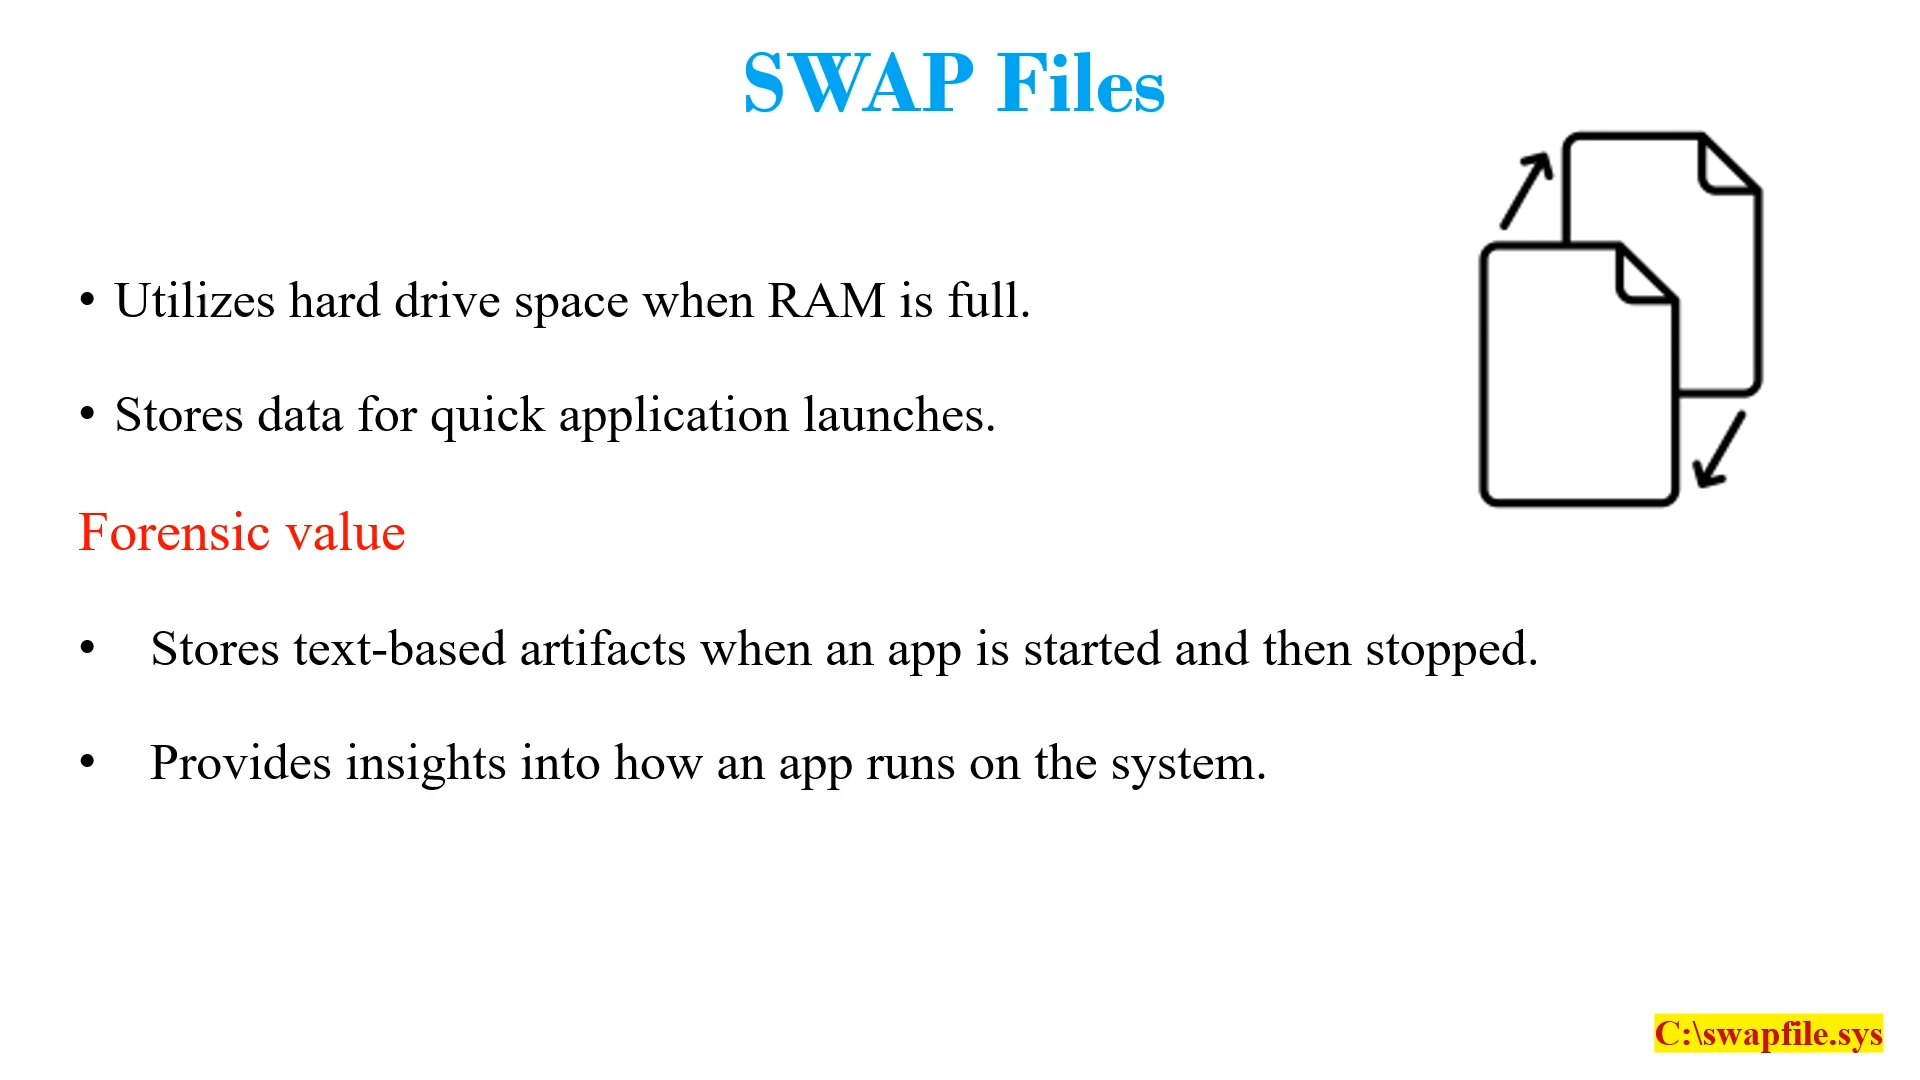 SWAP Files
• Utilizes hard drive space when RAM is full.
• Stores data for quick application launches.
Forensic value
• Stores text-based artifacts when an app is started and then stopped.
• Provides insights into how an app runs on the system.
C:\swapfile.sys